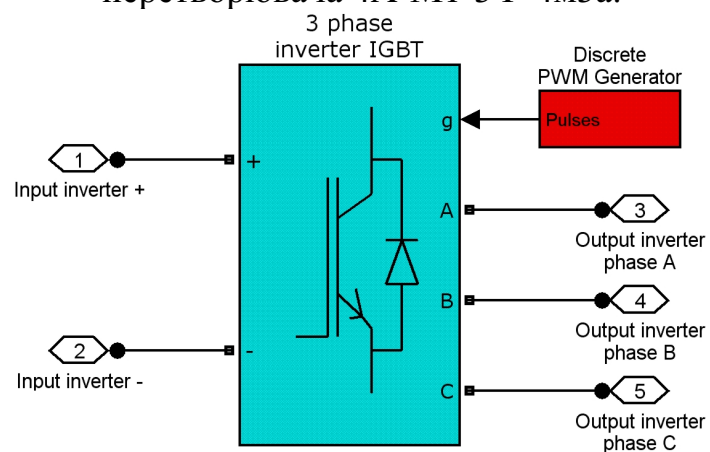 3 phase
inverter IGBT
Discrete
PWM Generator
g
Pulses
1
+
Input inverter +
A
3
Output inverter
phase A
B
4
Output inverter
phase B
2
-
Input inverter -
C
5
Output inverter
phase C